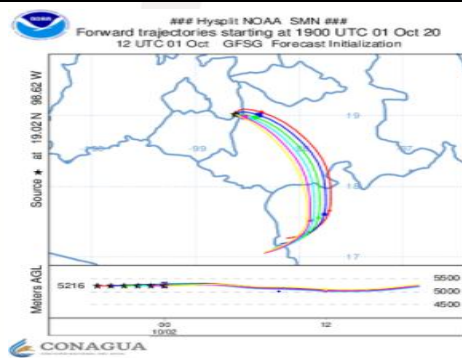 NOAA
### Hysplit NOAA SMN ###
Forward trajectories starting at 1900 UTC 01 Oct 20
12 UTC 01 Oct GFSG Forecast Initialization
Source ★ at 19.02 N 98.62 W
19
-99
-97
18
17
Meters AGL
5216
5500
5000
4500
00
12
10/02
CONAGUA